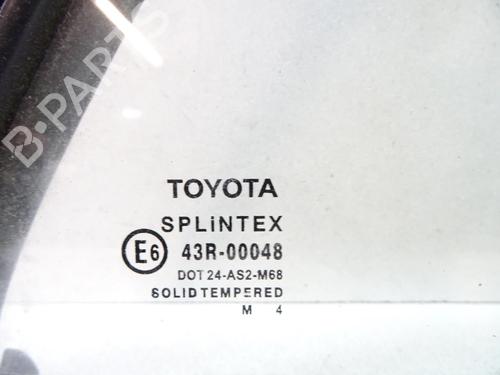 B-PARTS
TOYOTA
SPLiNTEX
E6 43R-00048
DOT 24-AS2-M68
SOLID TEMPERED
M 4